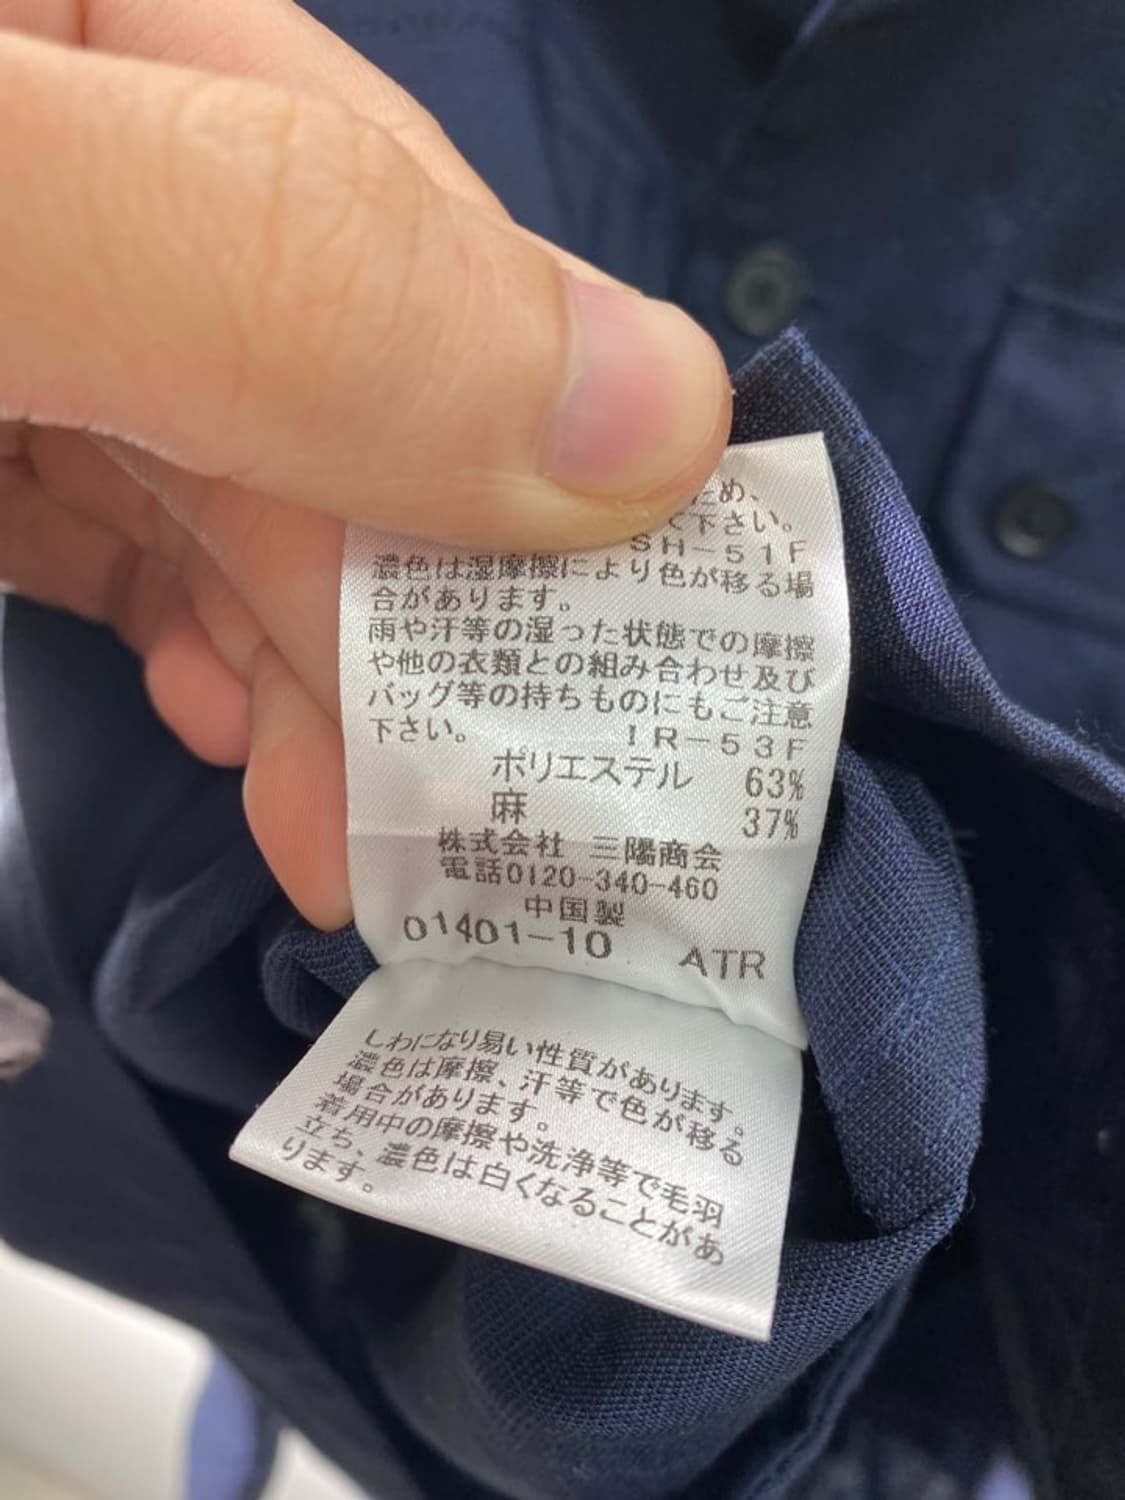 ため、
て下さい。
SH-51F
濃色は湿摩擦により色が移る場
合があります。
雨や汗等の湿った状態での摩擦
や他の衣類との組み合わせ及び
バッグ等の持ちものにもご注意
下さい。 IR-53F
ポリエステル 63%
麻 37%
株式会社 三陽商会
電話0120-340-460
中国製
01401-10 ATR
しわになり易い性質があります。
濃色は摩擦、汗等で色が移る
場合があります。
着用中の摩擦や洗浄等で毛羽
立ち、濃色は白くなることがあ
ります。